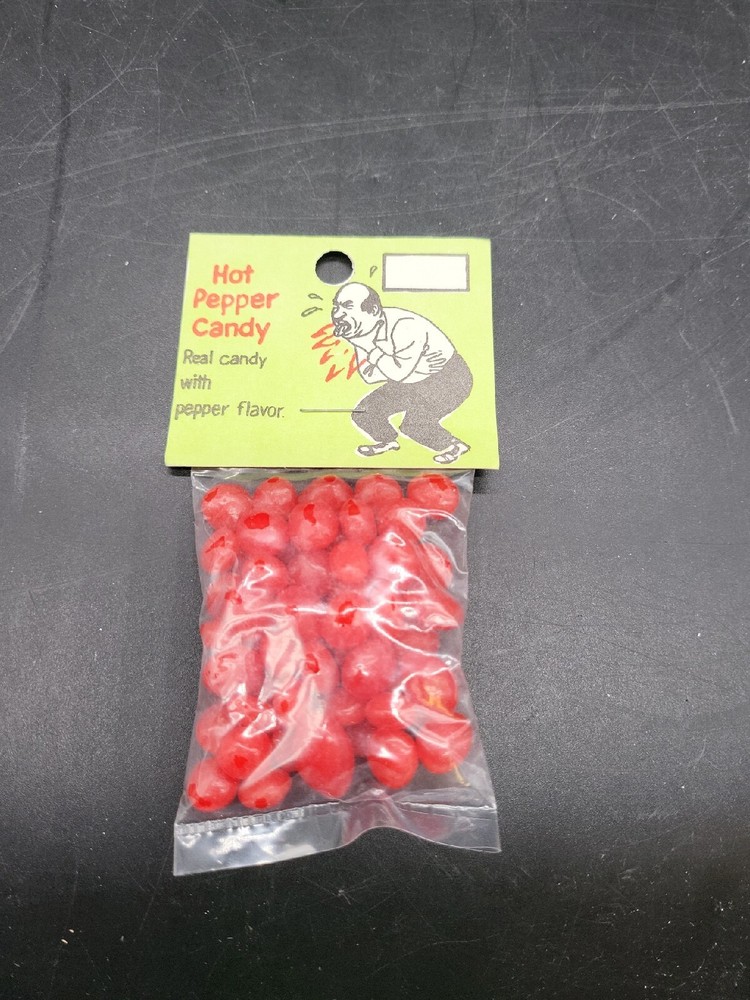 Hot
Pepper
Candy
Real candy
with
pepper flavor.